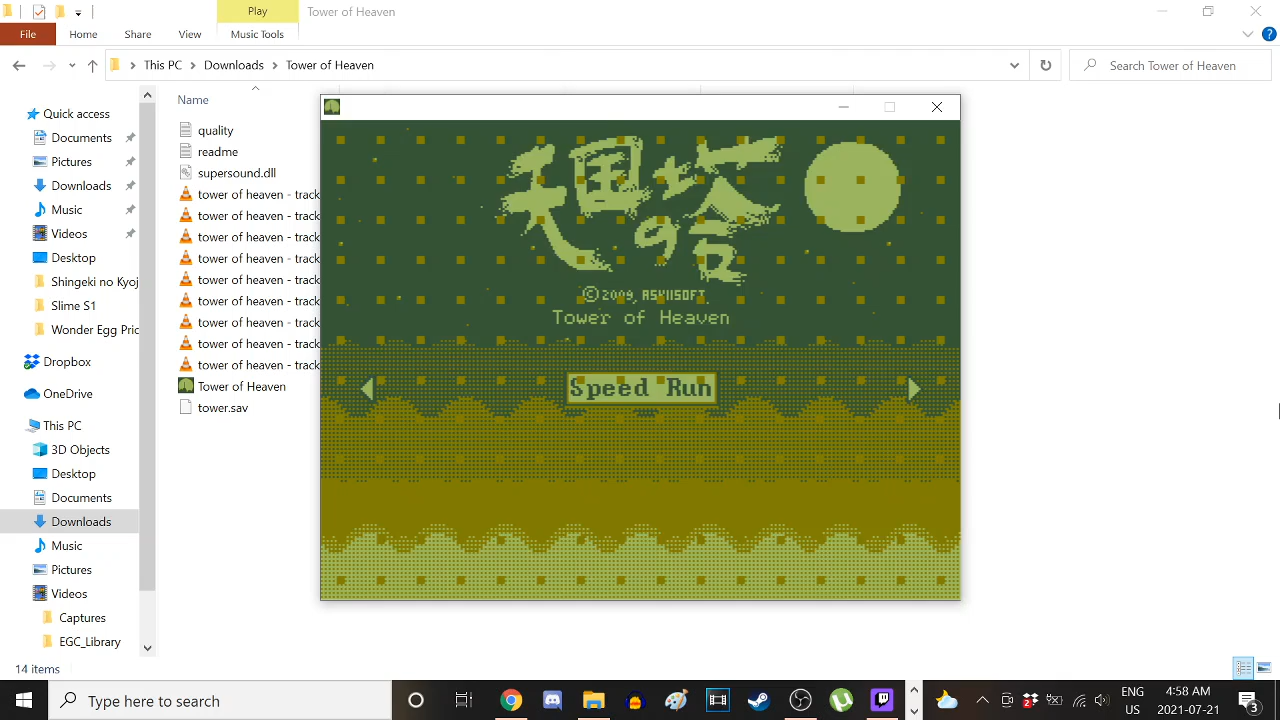 Play
Tower of Heaven
File
Home
Share
View
Music Tools
This PC
Downloads
Tower of Heaven
Search Tower of Heaven
Name
Quick access
Documents
Pictures
Downloads
Music
Videos
Desktop
Shingeki no Kyoj
Slime S1
Wonder Egg Pric
Dropbox
OneDrive
This PC
3D Objects
Desktop
Documents
Downloads
Music
Pictures
Videos
Captures
EGC_Library
14 items
quality
readme
supersound.dll
tower of heaven - track
tower of heaven - track
tower of heaven - track
tower of heaven - track
tower of heaven - track
tower of heaven - track
tower of heaven - track
tower of heaven - track
tower of heaven - track
Tower of Heaven
tower.sav
天国の塔
©2009, ASKIISOFT.
Tower of Heaven
Speed Run
Type here to search
ENG
US
4:58 AM
2021-07-21
3